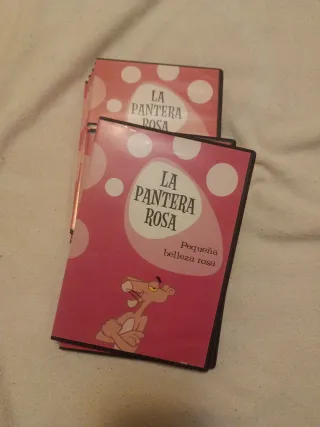 LA
PANTERA
ROSA
LA
PANTERA
ROSA
Pequeña
belleza rosa